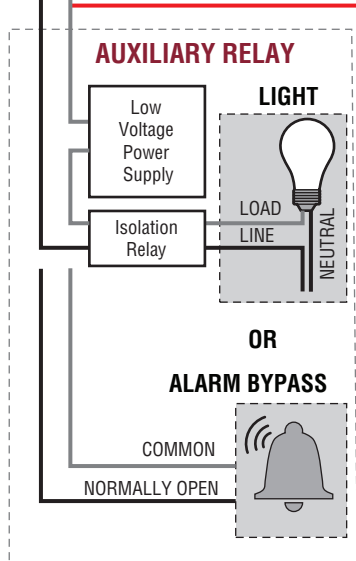 AUXILIARY RELAY
LIGHT
Low
Voltage
Power
Supply
LOAD
LINE
NEUTRAL
Isolation
Relay
OR
ALARM BYPASS
COMMON
NORMALLY OPEN